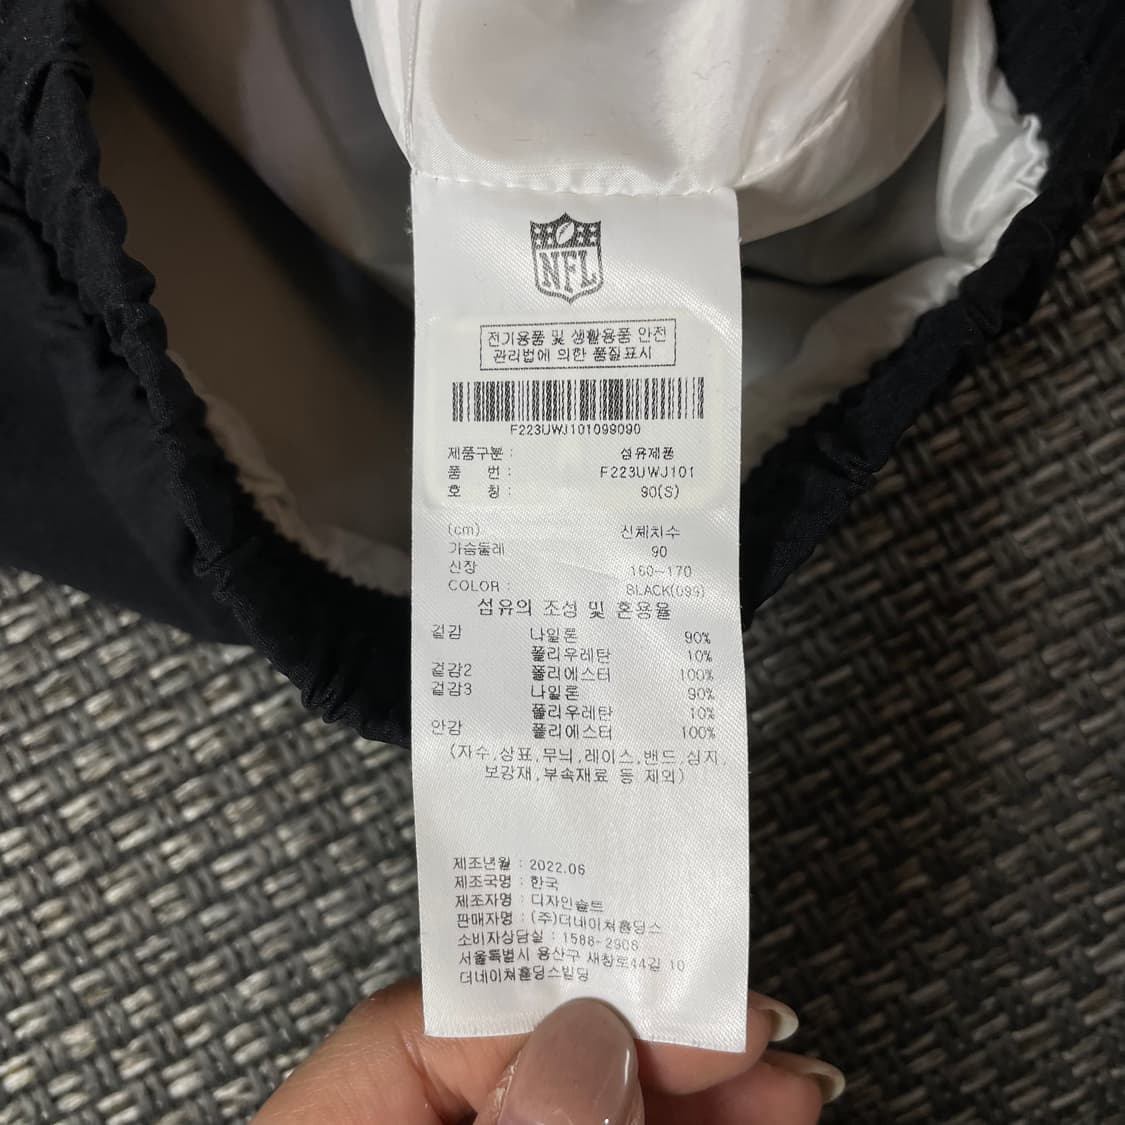 NFL
전기용품 및 생활용품 안전
관리법에 의한 품질표시
F223UWJ101099090
제품구분 : 섬유제품
품 번 : F223UWJ101
호 칭 : 90(S)
(cm) 신체치수
가슴둘레 90
신장 160~170
COLOR : BLACK(099)
섬유의 조성 및 혼용율
겉감 나일론 90%
폴리우레탄 10%
겉감2 폴리에스터 100%
겉감3 나일론 90%
폴리우레탄 10%
안감 폴리에스터 100%
(자수,상표,무늬,레이스,밴드,심지,
보강재,부속재료 등 제외)
제조년월 : 2022.06
제조국명 : 한국
제조자명 : 디자인숲트
판매자명 : (주)더네이쳐홀딩스
소비자상담실 : 1588-2906
서울특별시 용산구 새창로44길 10
더네이쳐홀딩스빌딩